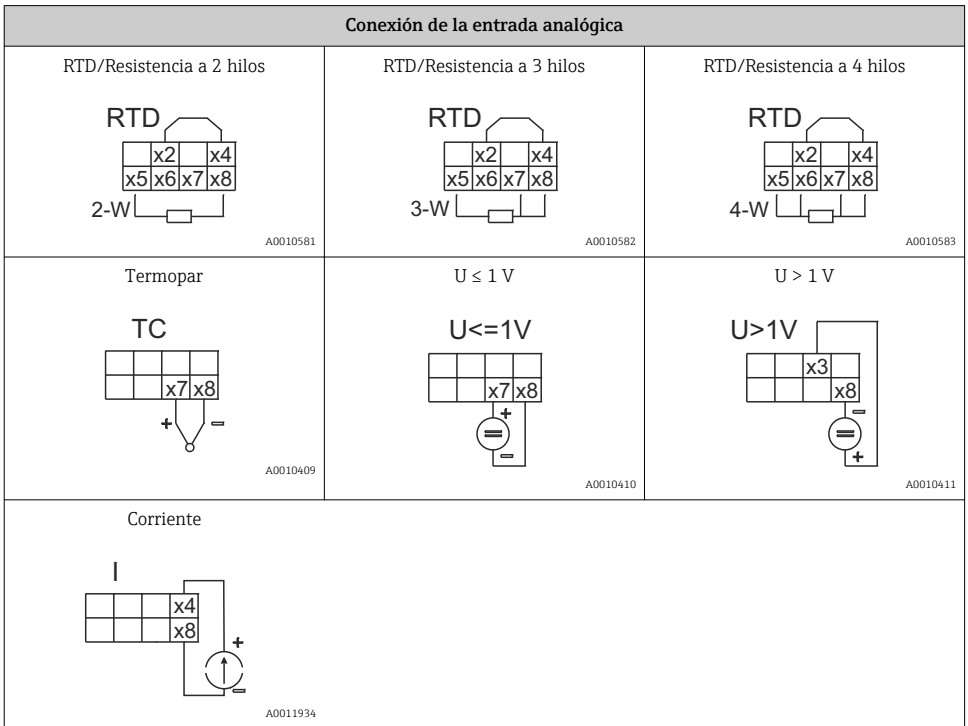 Conexión de la entrada analógica
RTD/Resistencia a 2 hilos
RTD
x2 x4
x5 x6 x7 x8
2-W
A0010581
RTD/Resistencia a 3 hilos
RTD
x2 x4
x5 x6 x7 x8
3-W
A0010582
RTD/Resistencia a 4 hilos
RTD
x2 x4
x5 x6 x7 x8
4-W
A0010583
Termopar
TC
x7 x8
+ -
A0010409
U ≤ 1 V
U<=1V
x7 x8
+
-
A0010410
U > 1 V
U>1V
x3
x8
-
+
A0010411
Corriente
I
x4
x8
+
-
A0011934